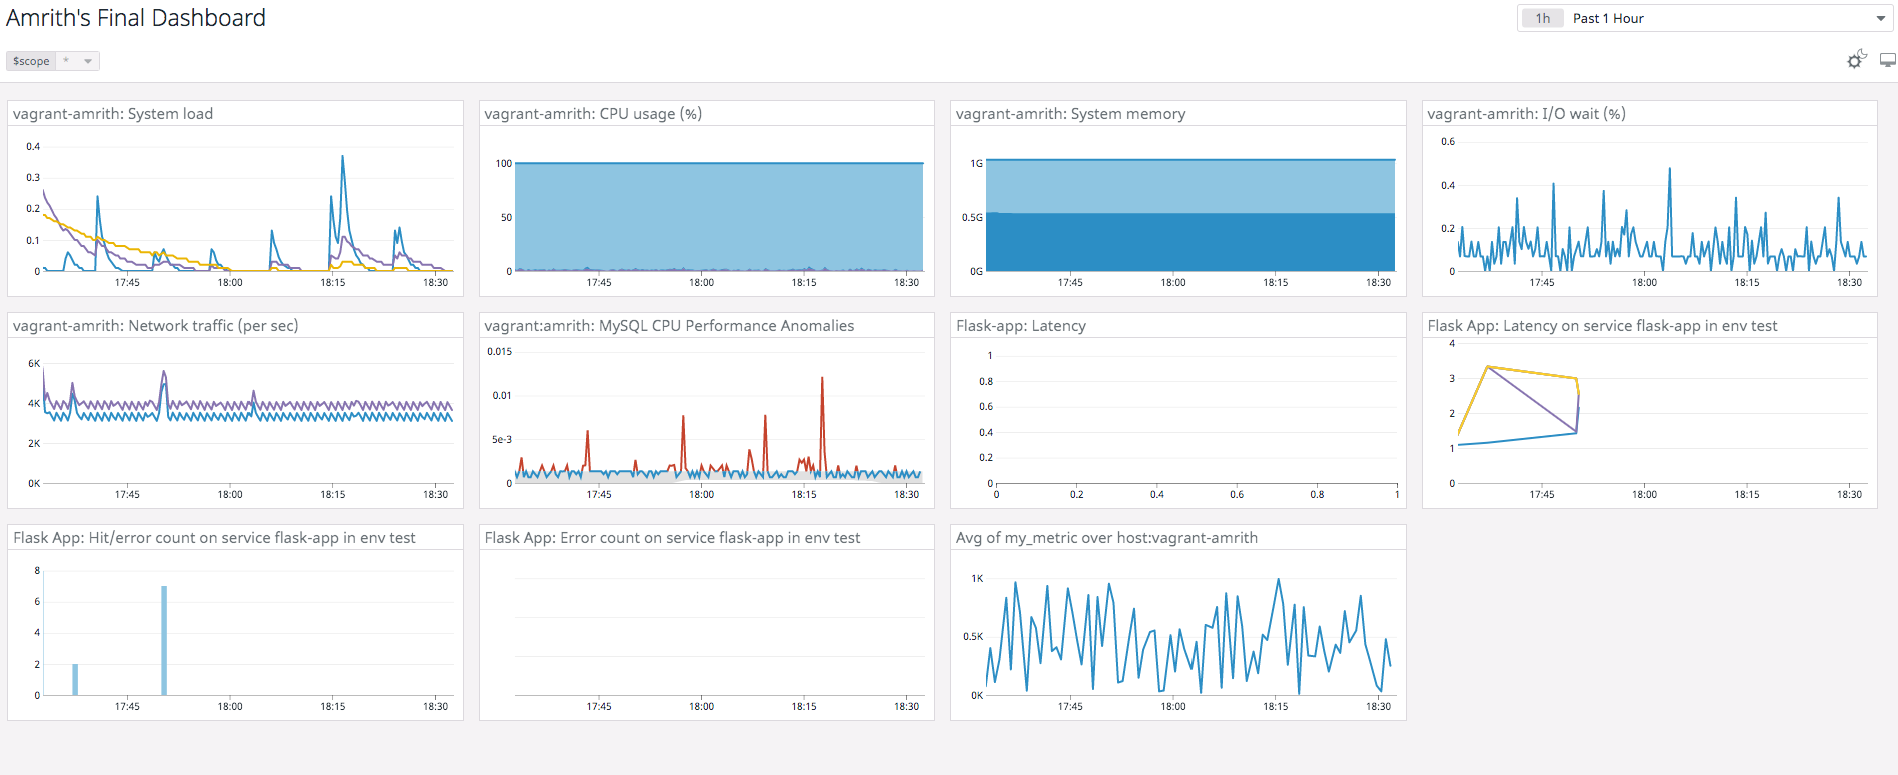 Amrith's Final Dashboard
1h Past 1 Hour
$scope *
vagrant-amrith: System load
0.4
0.3
0.2
0.1
0
17:45 18:00 18:15 18:30
vagrant-amrith: CPU usage (%)
100
50
0
17:45 18:00 18:15 18:30
vagrant-amrith: System memory
1G
0.5G
0G
17:45 18:00 18:15 18:30
vagrant-amrith: I/O wait (%)
0.6
0.4
0.2
0
17:45 18:00 18:15 18:30
vagrant-amrith: Network traffic (per sec)
6K
4K
2K
0K
17:45 18:00 18:15 18:30
vagrant:amrith: MySQL CPU Performance Anomalies
0.015
0.01
5e-3
0
17:45 18:00 18:15 18:30
Flask-app: Latency
1
0.8
0.6
0.4
0.2
0
0 0.2 0.4 0.6 0.8 1
Flask App: Latency on service flask-app in env test
4
3
2
1
0
17:45 18:00 18:15 18:30
Flask App: Hit/error count on service flask-app in env test
8
6
4
2
0
17:45 18:00 18:15 18:30
Flask App: Error count on service flask-app in env test
17:45 18:00 18:15 18:30
Avg of my_metric over host:vagrant-amrith
1K
0.5K
0K
17:45 18:00 18:15 18:30